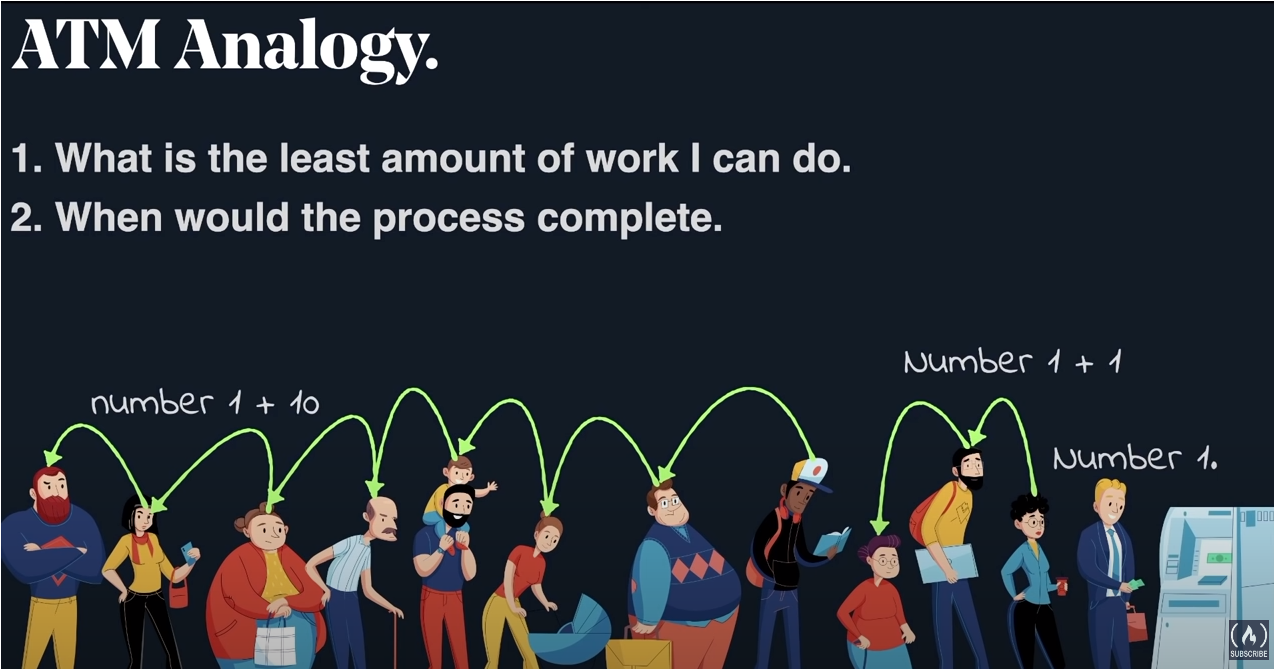 ATM Analogy.
1. What is the least amount of work I can do.
2. When would the process complete.
Number 1 + 1
number 1 + 10
Number 1.
SUBSCRIBE